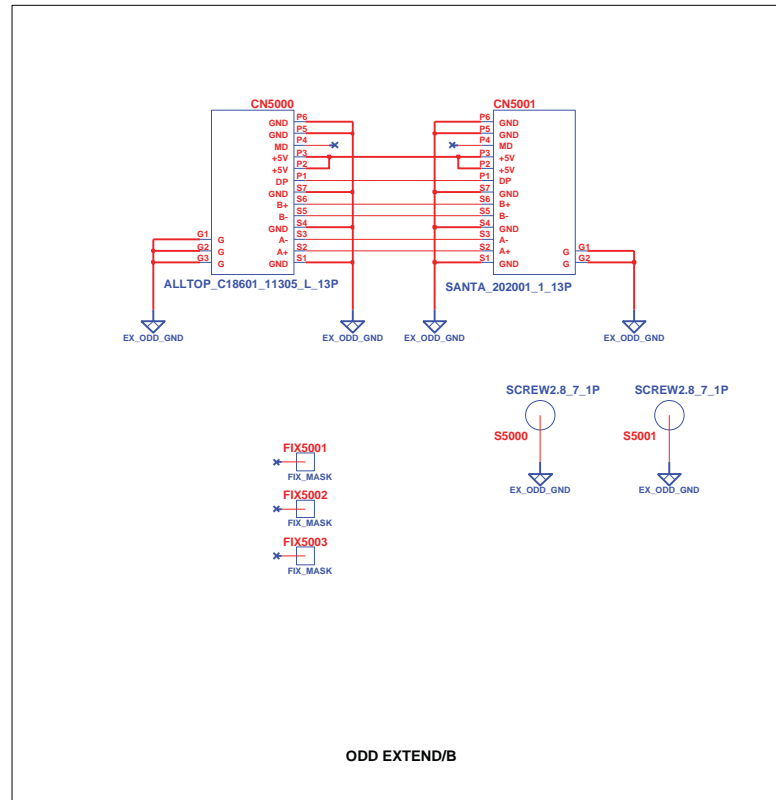 CN5000
P6 GND
P5 GND
P4 MD
P3 +5V
P2 +5V
P1 DP
S7 GND
S6 B+
S5 B-
S4 GND
S3 A-
S2 A+
S1 GND
G1 G
G2 G
G3 G
ALLTOP_C18601_11305_L_13P
CN5001
P6 GND
P5 GND
P4 MD
P3 +5V
P2 +5V
P1 DP
S7 GND
S6 B+
S5 B-
S4 GND
S3 A-
S2 A+
S1 GND
G G1
G G2
SANTA_202001_1_13P
EX_ODD_GND
EX_ODD_GND
EX_ODD_GND
EX_ODD_GND
SCREW2.8_7_1P
S5000
EX_ODD_GND
SCREW2.8_7_1P
S5001
EX_ODD_GND
FIX5001
FIX_MASK
FIX5002
FIX_MASK
FIX5003
FIX_MASK
ODD EXTEND/B